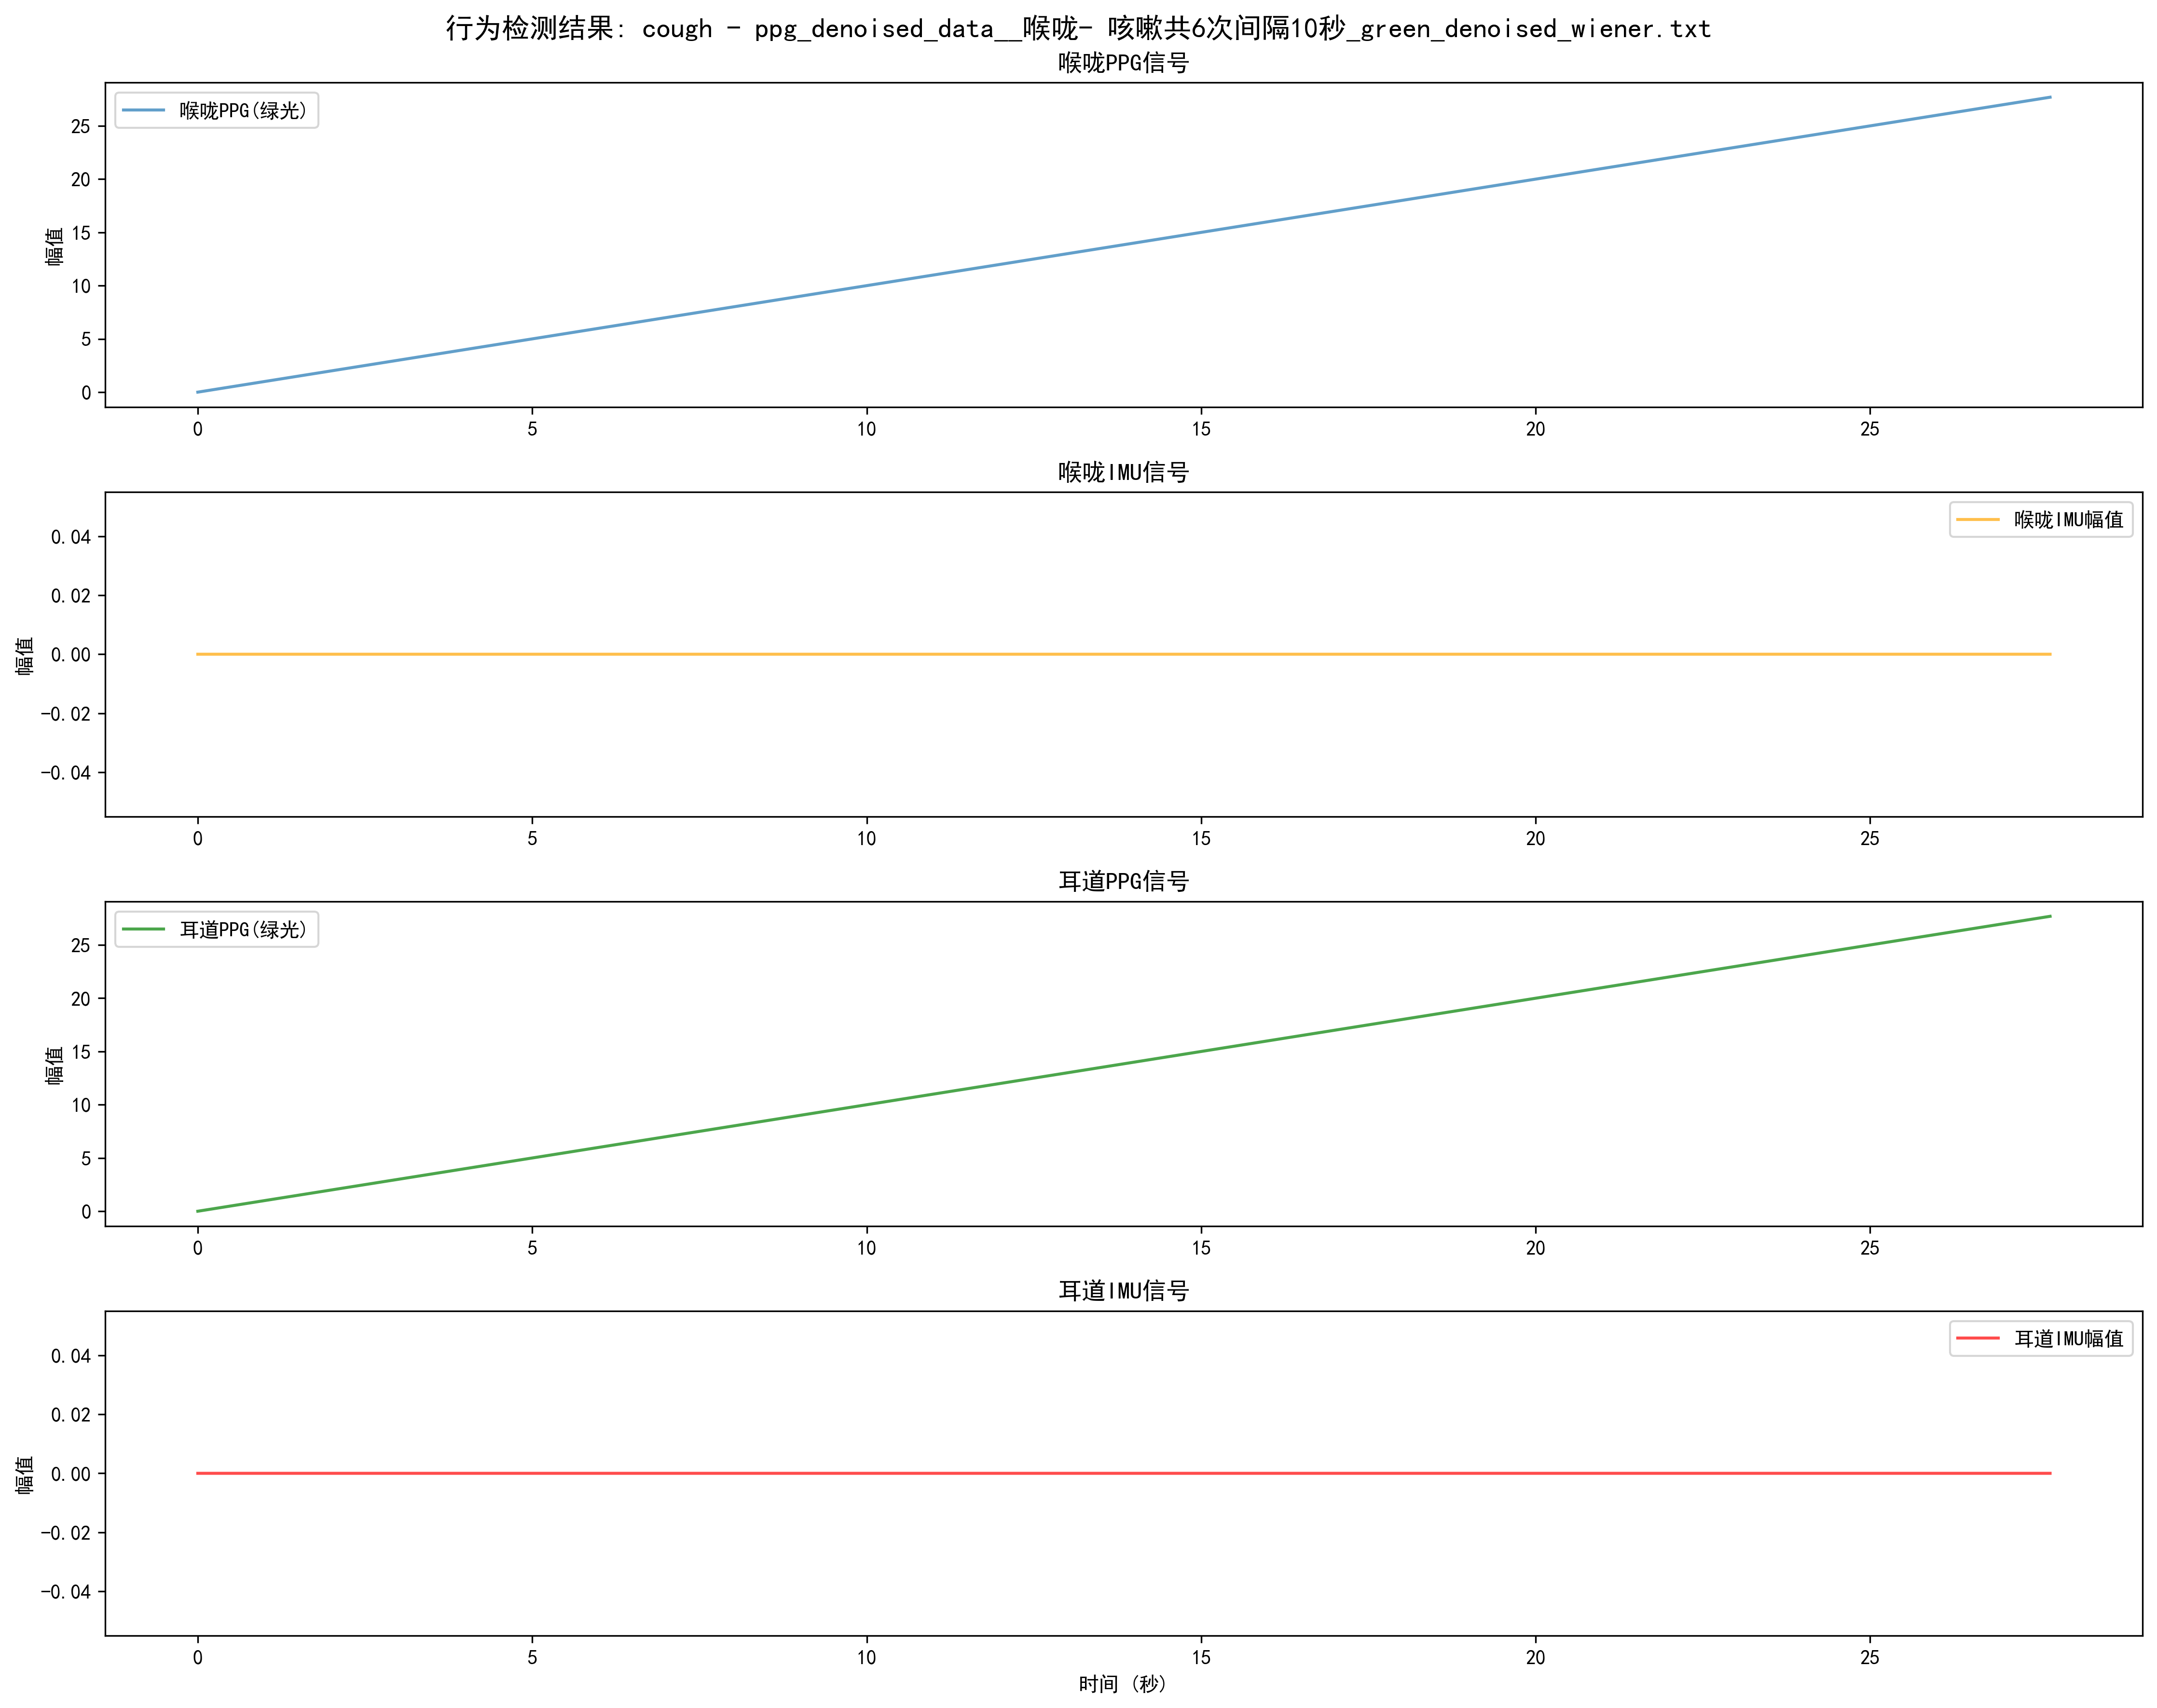 行为检测结果: cough - ppg_denoised_data__喉咙- 咳嗽共6次间隔10秒_green_denoised_wiener.txt
喉咙PPG信号
喉咙PPG(绿光)
25
20
15
10
5
0
幅值
0 5 10 15 20 25
喉咙IMU信号
喉咙IMU幅值
0.04
0.02
0.00
-0.02
-0.04
幅值
0 5 10 15 20 25
耳道PPG信号
耳道PPG(绿光)
25
20
15
10
5
0
幅值
0 5 10 15 20 25
耳道IMU信号
耳道IMU幅值
0.04
0.02
0.00
-0.02
-0.04
幅值
0 5 10 15 20 25
时间 (秒)